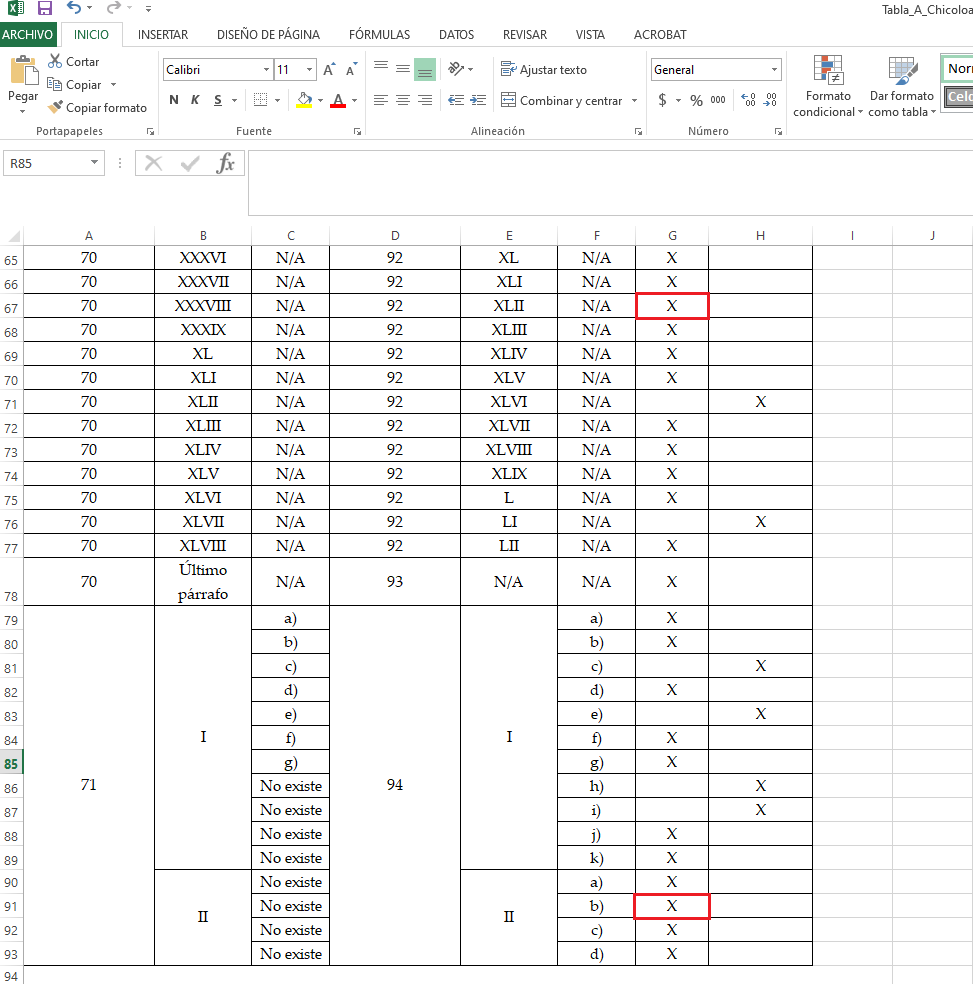 Tabla_A_Chicoloa
ARCHIVO INICIO INSERTAR DISEÑO DE PÁGINA FÓRMULAS DATOS REVISAR VISTA ACROBAT
Pegar
Cortar
Copiar
Copiar formato
Portapapeles
Calibri 11
N K S
Fuente
Ajustar texto
Combinar y centrar
Alineación
General
$ % 000
Número
Formato condicional
Dar formato como tabla
Norr
Celd
R85
A B C D E F G H I J
65 70 XXXVI N/A 92 XL N/A X
66 70 XXXVII N/A 92 XLI N/A X
67 70 XXXVIII N/A 92 XLII N/A X
68 70 XXXIX N/A 92 XLIII N/A X
69 70 XL N/A 92 XLIV N/A X
70 70 XLI N/A 92 XLV N/A X
71 70 XLII N/A 92 XLVI N/A X
72 70 XLIII N/A 92 XLVII N/A X
73 70 XLIV N/A 92 XLVIII N/A X
74 70 XLV N/A 92 XLIX N/A X
75 70 XLVI N/A 92 L N/A X
76 70 XLVII N/A 92 LI N/A X
77 70 XLVIII N/A 92 LII N/A X
78 70 Último párrafo N/A 93 N/A N/A X
79 a) a) X
80 b) b) X
81 c) c) X
82 d) d) X
83 e) e) X
84 I f) I f) X
85 g) g) X
86 71 No existe 94 h) X
87 No existe i) X
88 No existe j) X
89 No existe k) X
90 No existe a) X
91 II No existe II b) X
92 No existe c) X
93 No existe d) X
94